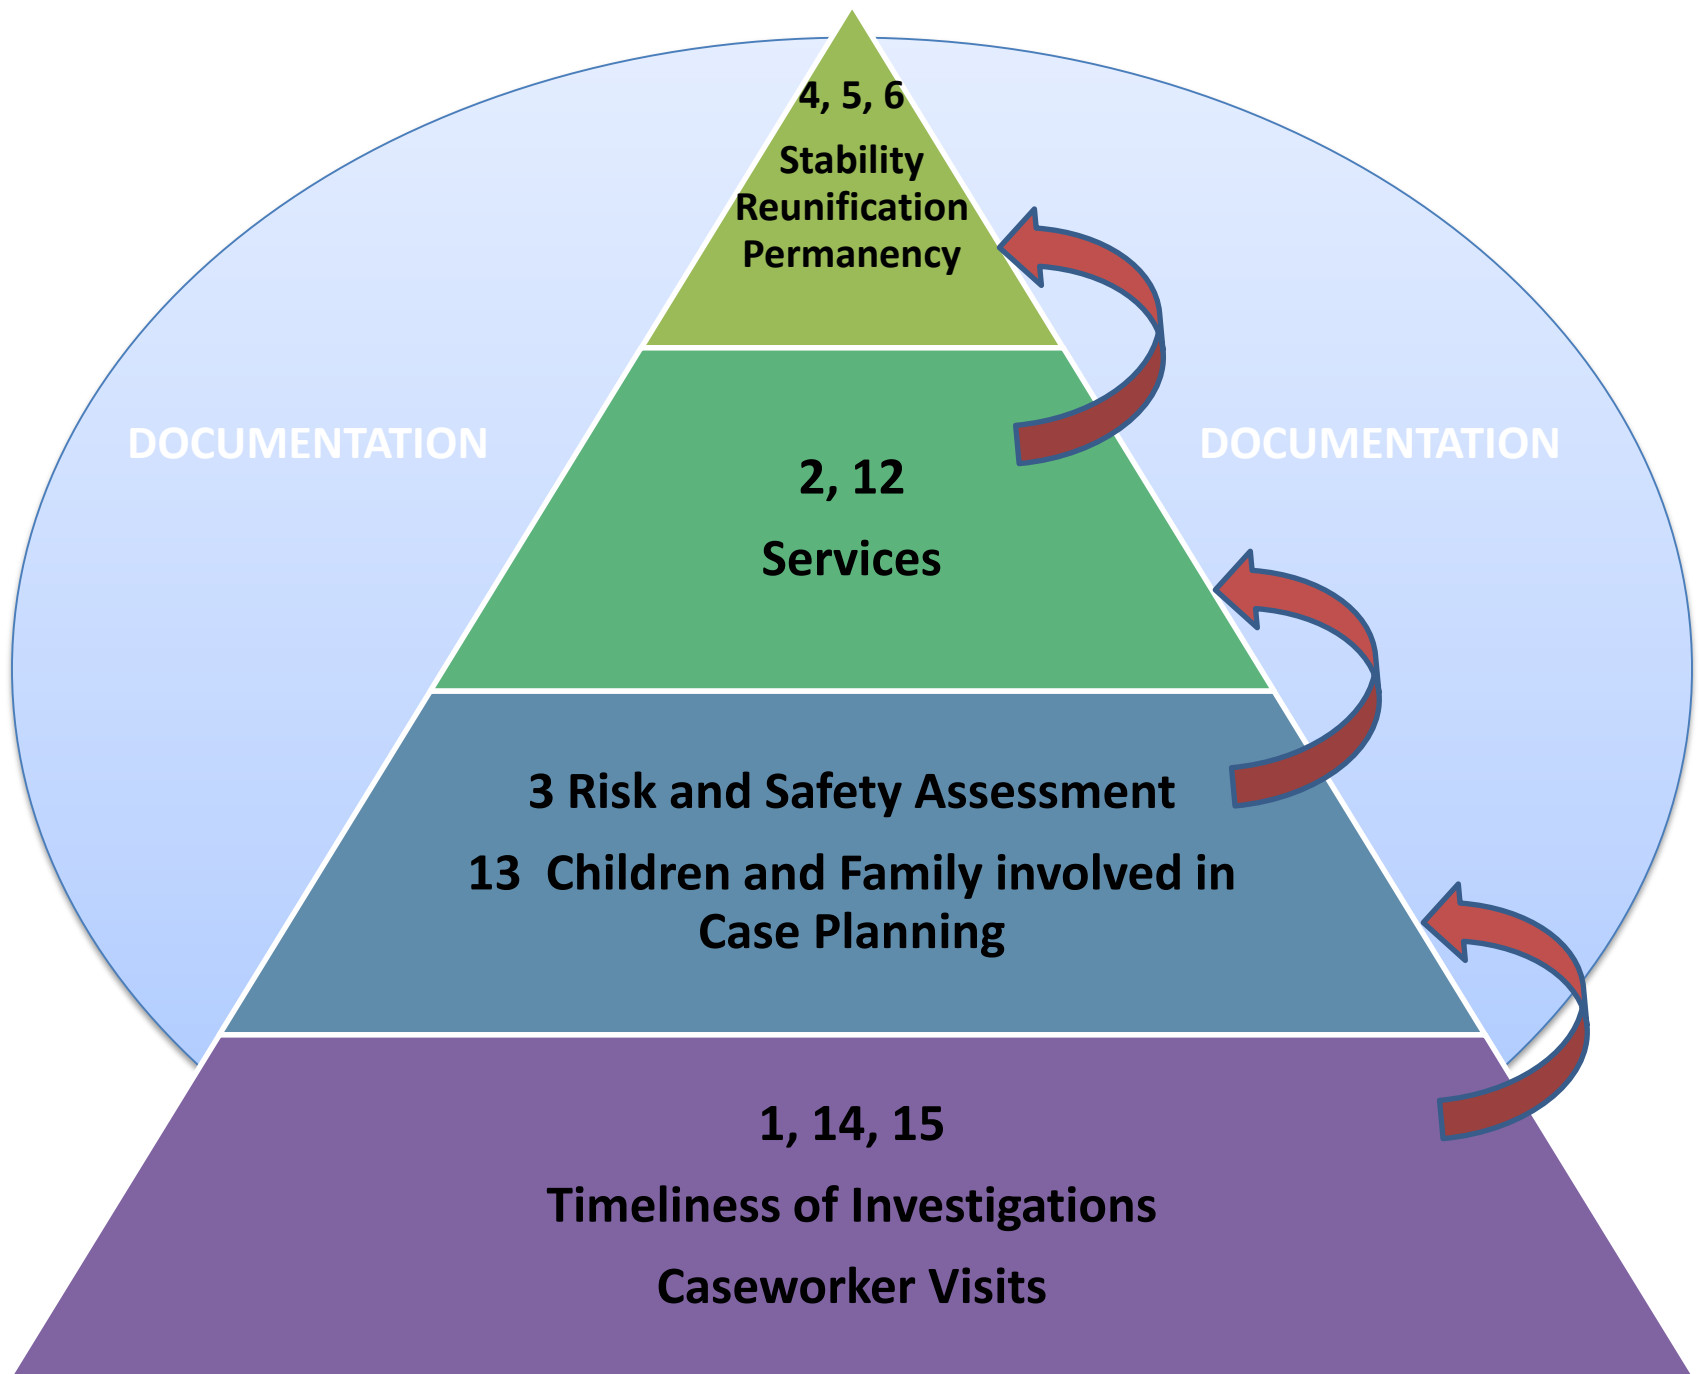 4, 5, 6
Stability
Reunification
Permanency
DOCUMENTATION
DOCUMENTATION
2, 12
Services
3 Risk and Safety Assessment
13  Children and Family involved in
Case Planning
1, 14, 15
Timeliness of Investigations
Caseworker Visits